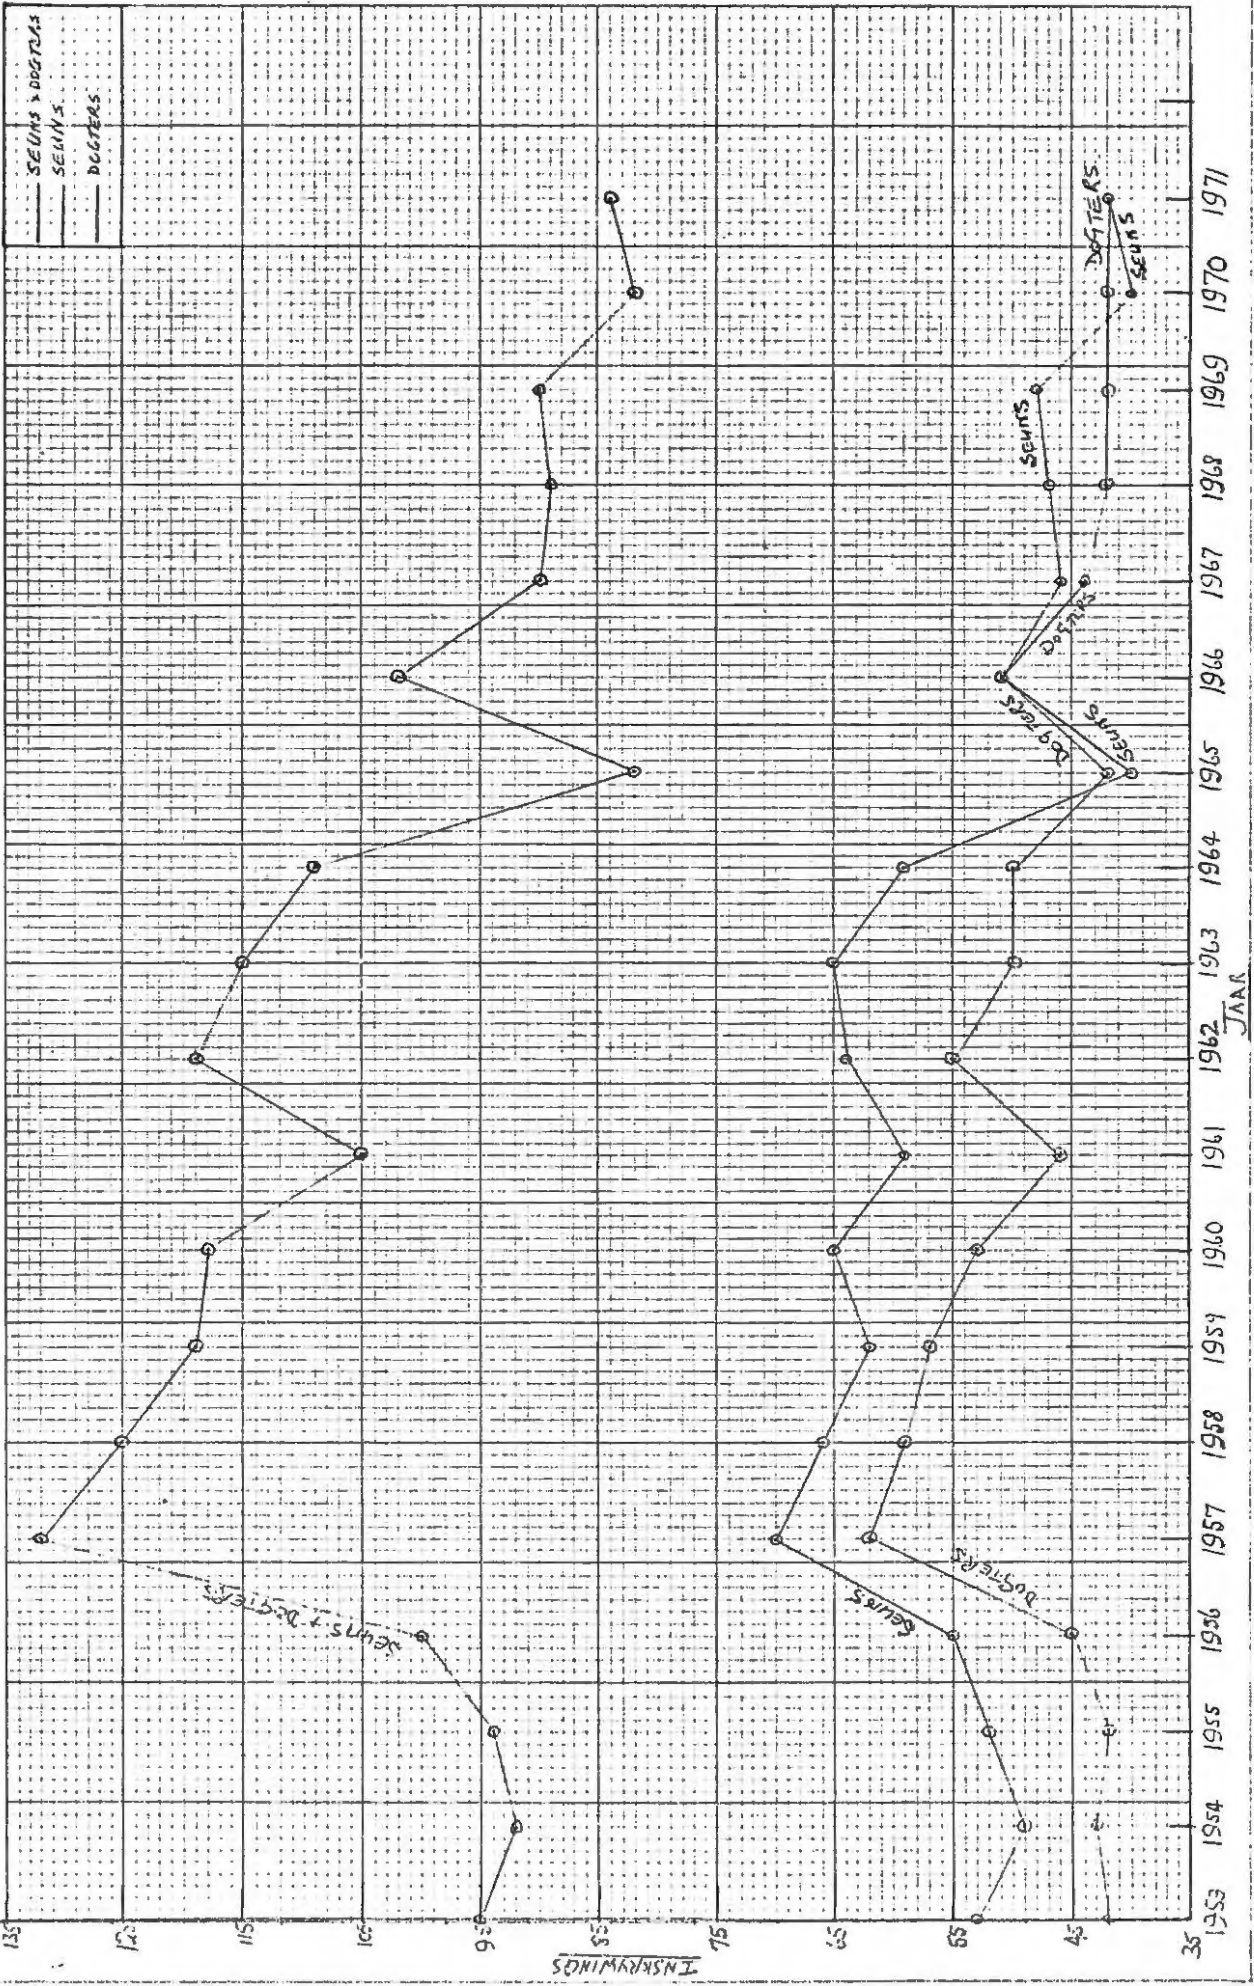 SEUNS & DOGTERS
SEUNS
DOGTERS
135
125
115
105
95
85
75
65
55
45
35
INSKRYWINGS
SEUNS + DOGTERS
SEUNS
DOGTERS
DOGTERS
SEUNS
DOGTERS
SEUNS
DOGTERS
SEUNS
1953 1954 1955 1956 1957 1958 1959 1960 1961 1962 1963 1964 1965 1966 1967 1968 1969 1970 1971
JAAR